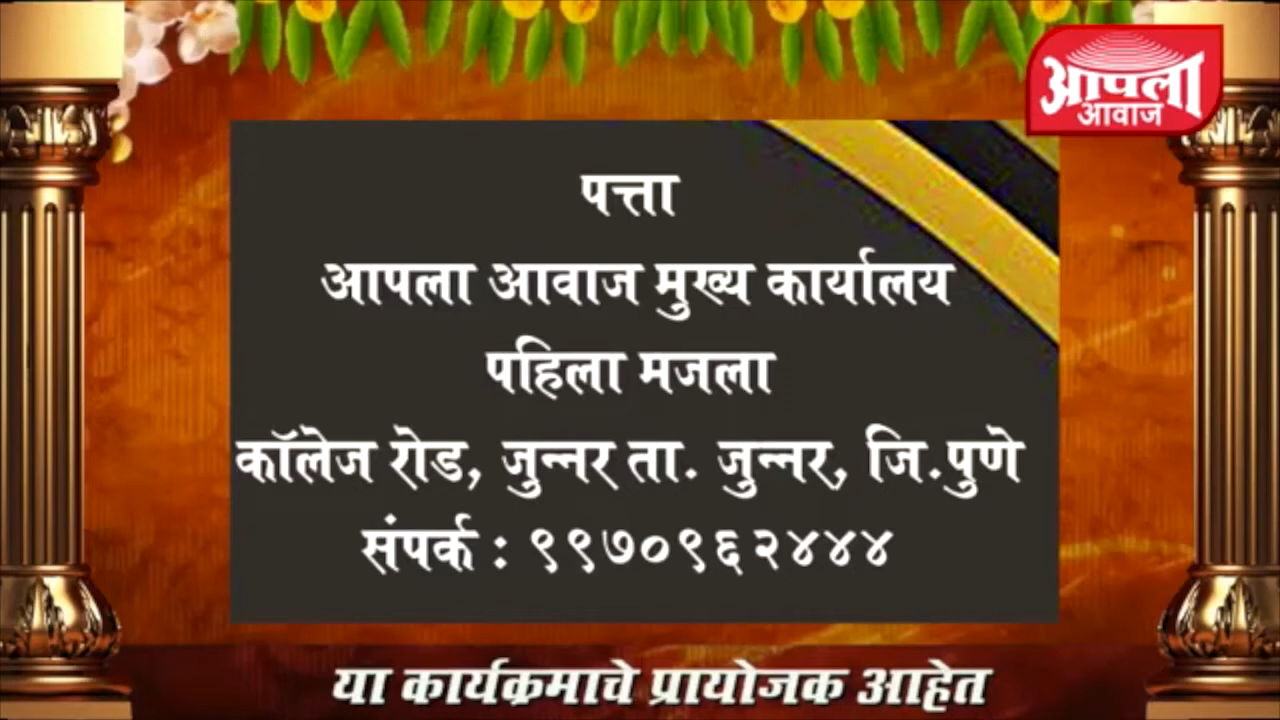 आपला
आवाज
पत्ता
आपला आवाज मुख्य कार्यालय
पहिला मजला
कॉलेज रोड, जुन्नर ता. जुन्नर, जि.पुणे
संपर्क : ९९७०९६२४४४
या कार्यक्रमाचे प्रायोजक आहेत